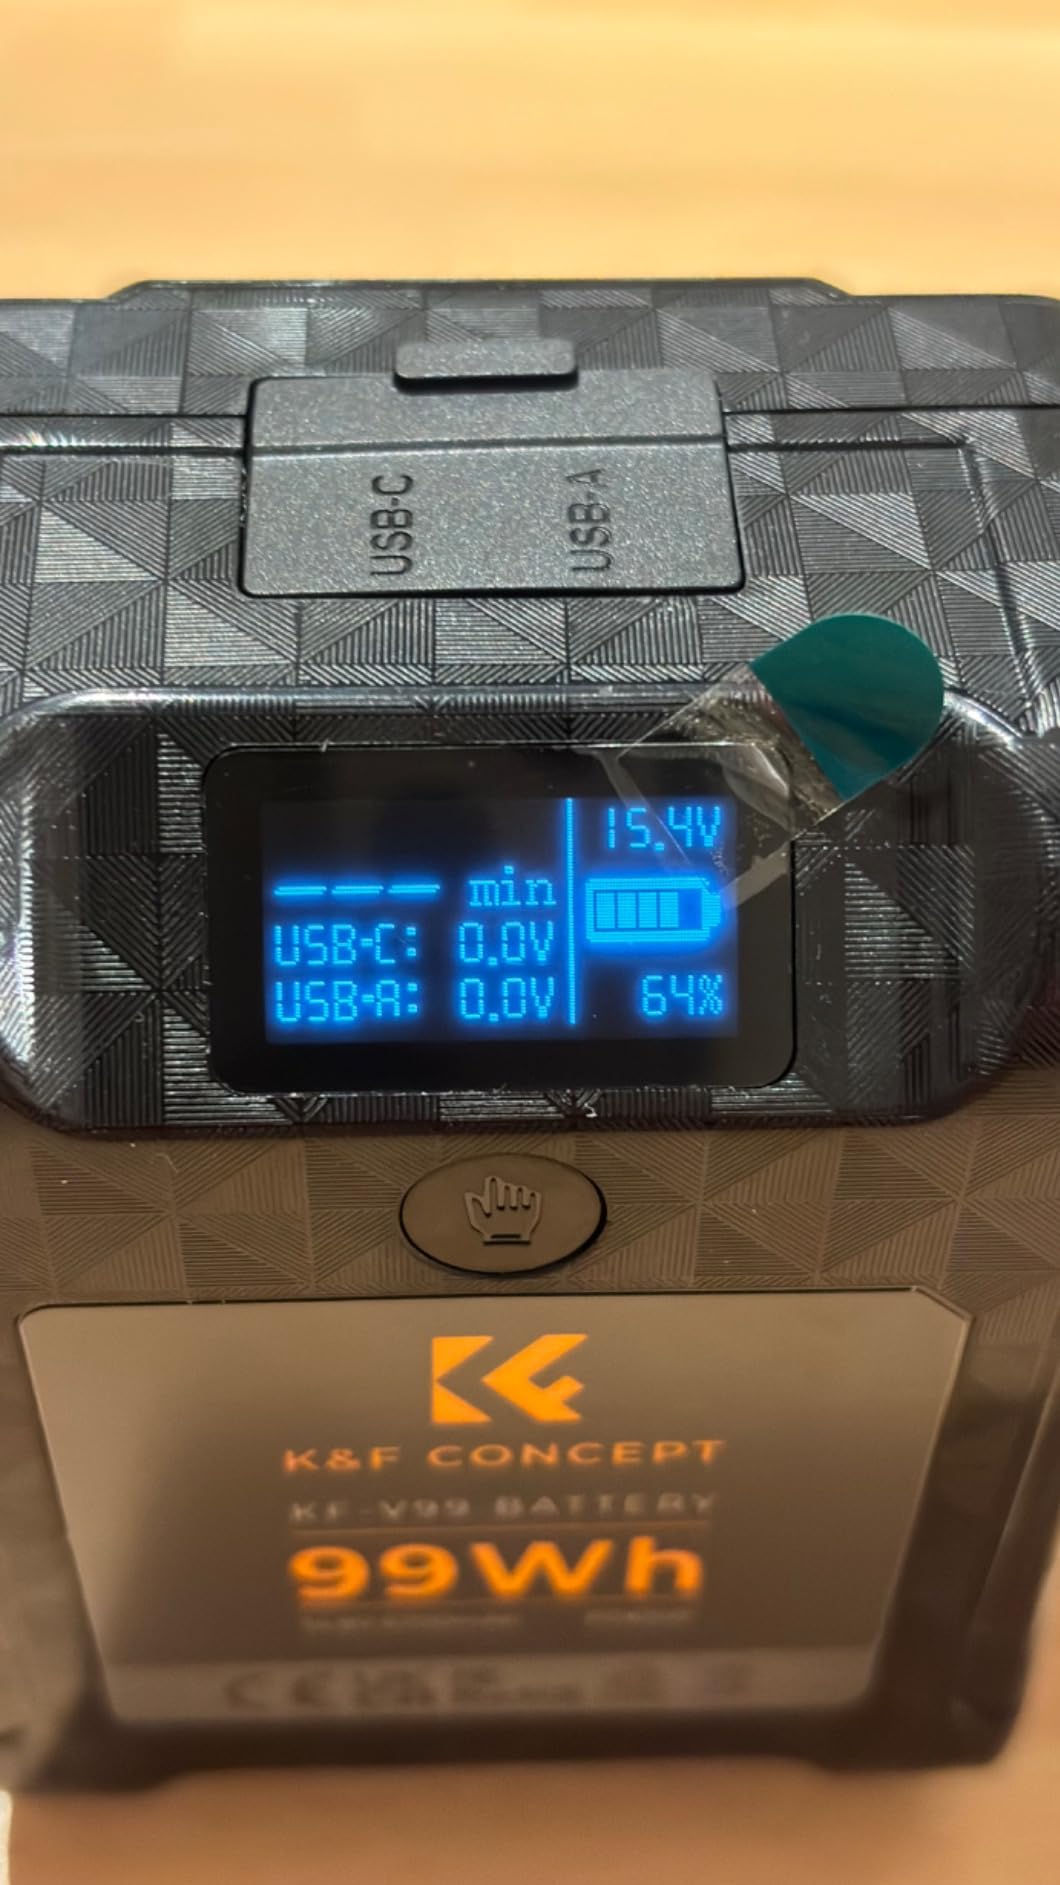 USB-C
USB-A
15.4V
--- min
USB-C: 0.0V
USB-A: 0.0V
64%
K&F CONCEPT
KF-V99 BATTERY
99Wh